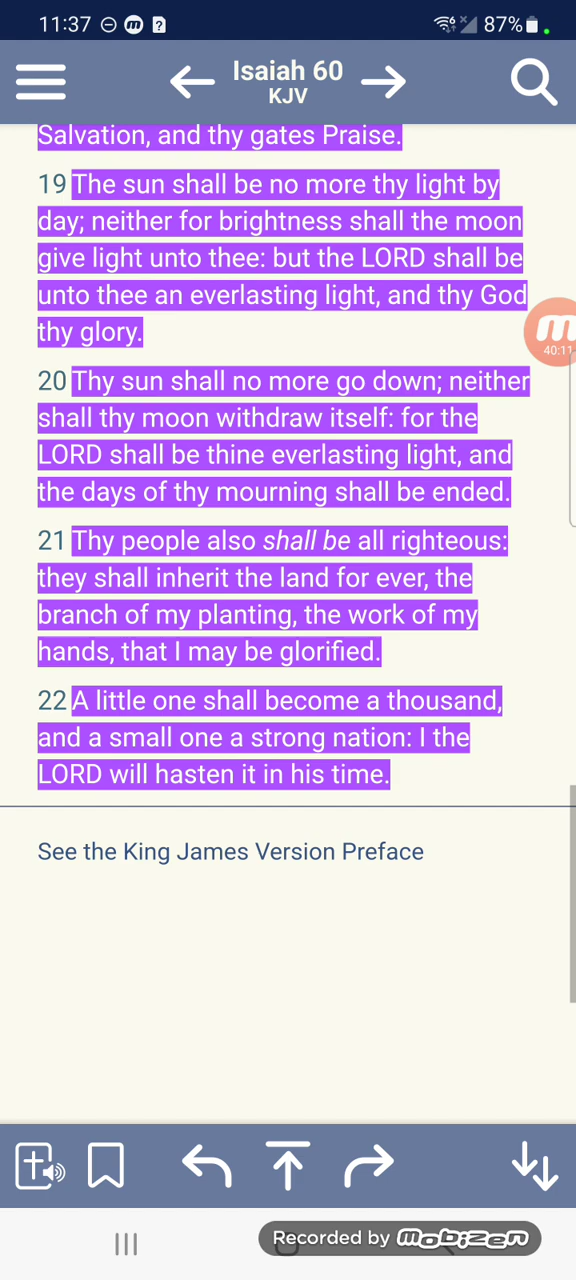 11:37 m ? 6 87%
Isaiah 60
KJV
Salvation, and thy gates Praise.
19 The sun shall be no more thy light by
day; neither for brightness shall the moon
give light unto thee: but the LORD shall be
unto thee an everlasting light, and thy God
thy glory.
m
40:11
20 Thy sun shall no more go down; neither
shall thy moon withdraw itself: for the
LORD shall be thine everlasting light, and
the days of thy mourning shall be ended.
21 Thy people also shall be all righteous:
they shall inherit the land for ever, the
branch of my planting, the work of my
hands, that I may be glorified.
22 A little one shall become a thousand,
and a small one a strong nation: I the
LORD will hasten it in his time.
See the King James Version Preface
Recorded by mobizen